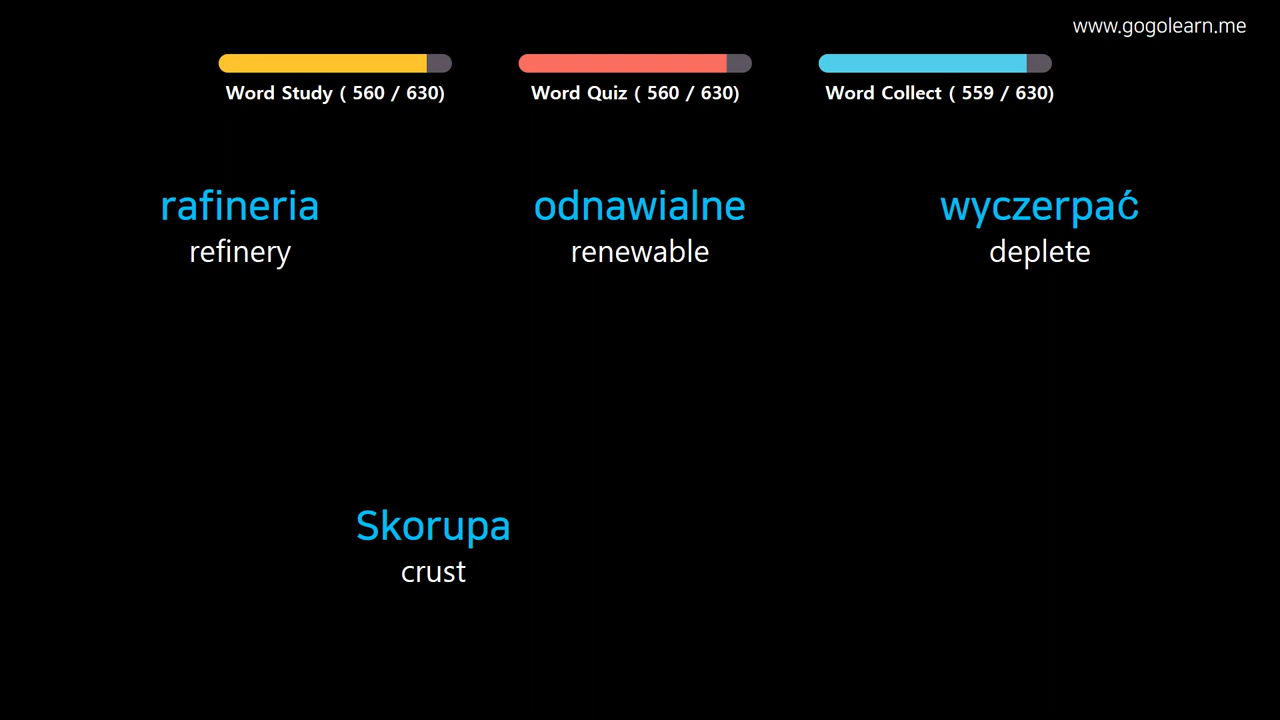 www.gogolearn.me
Word Study ( 560 / 630)
Word Quiz ( 560 / 630)
Word Collect ( 559 / 630)
rafineria
refinery
odnawialne
renewable
wyczerpać
deplete
Skorupa
crust